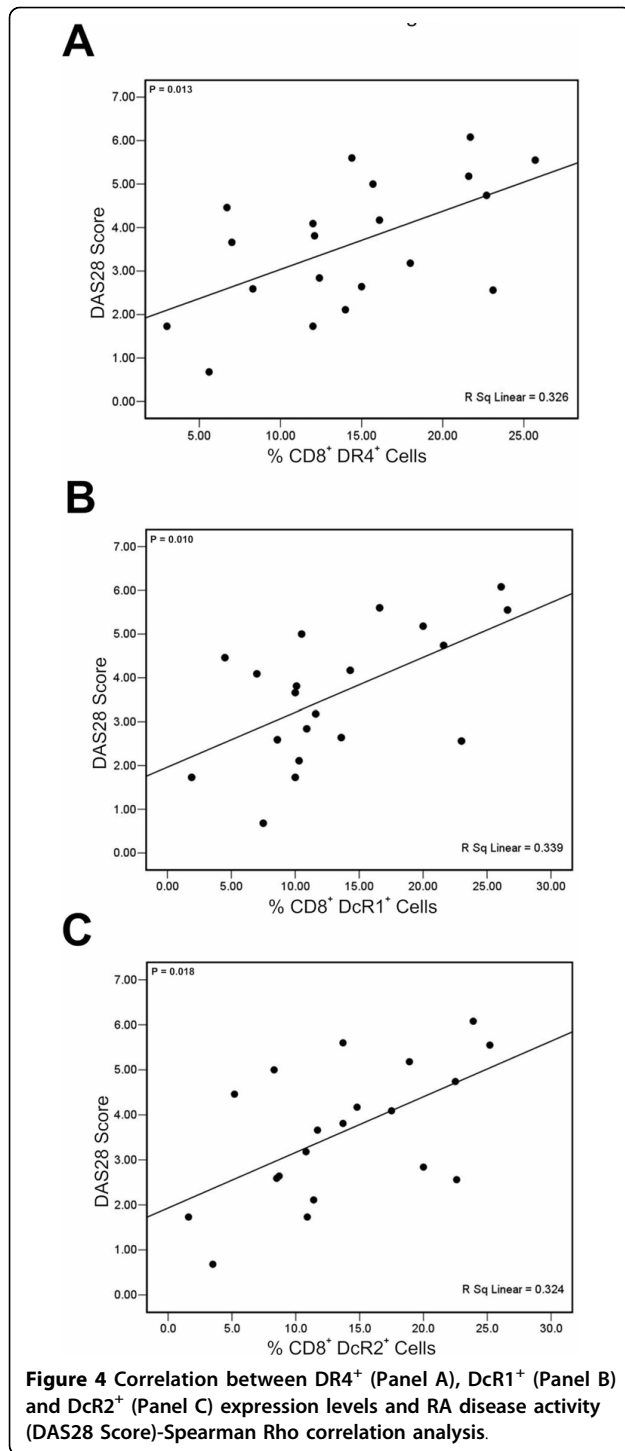 A
P = 0.013
7.00
6.00
5.00
4.00
3.00
2.00
1.00
0.00
DAS28 Score
R Sq Linear = 0.326
5.00 10.00 15.00 20.00 25.00
% CD8⁺ DR4⁺ Cells
B
P = 0.010
7.00
6.00
5.00
4.00
3.00
2.00
1.00
0.00
DAS28 Score
R Sq Linear = 0.339
0.00 5.00 10.00 15.00 20.00 25.00 30.00
% CD8⁺ DcR1⁺ Cells
C
P = 0.018
7.00
6.00
5.00
4.00
3.00
2.00
1.00
0.00
DAS28 Score
R Sq Linear = 0.324
0.0 5.0 10.0 15.0 20.0 25.0 30.0
% CD8⁺ DcR2⁺ Cells
Figure 4 Correlation between DR4⁺ (Panel A), DcR1⁺ (Panel B)
and DcR2⁺ (Panel C) expression levels and RA disease activity
(DAS28 Score)-Spearman Rho correlation analysis.